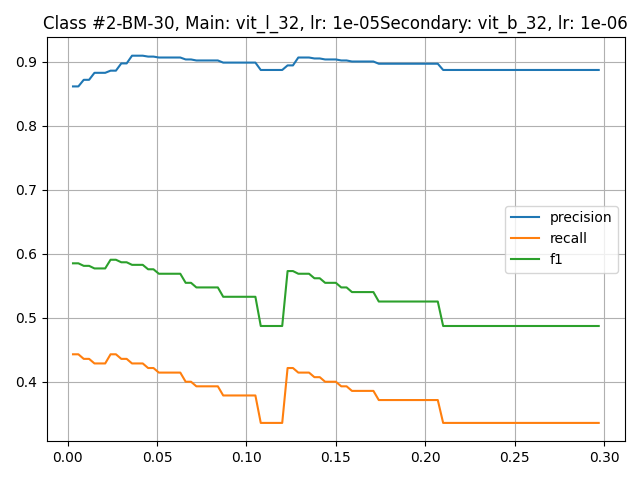 Class #2-BM-30, Main: vit_l_32, lr: 1e-05Secondary: vit_b_32, lr: 1e-06
0.9
0.8
0.7
0.6
0.5
0.4
precision
recall
f1
0.00 0.05 0.10 0.15 0.20 0.25 0.30